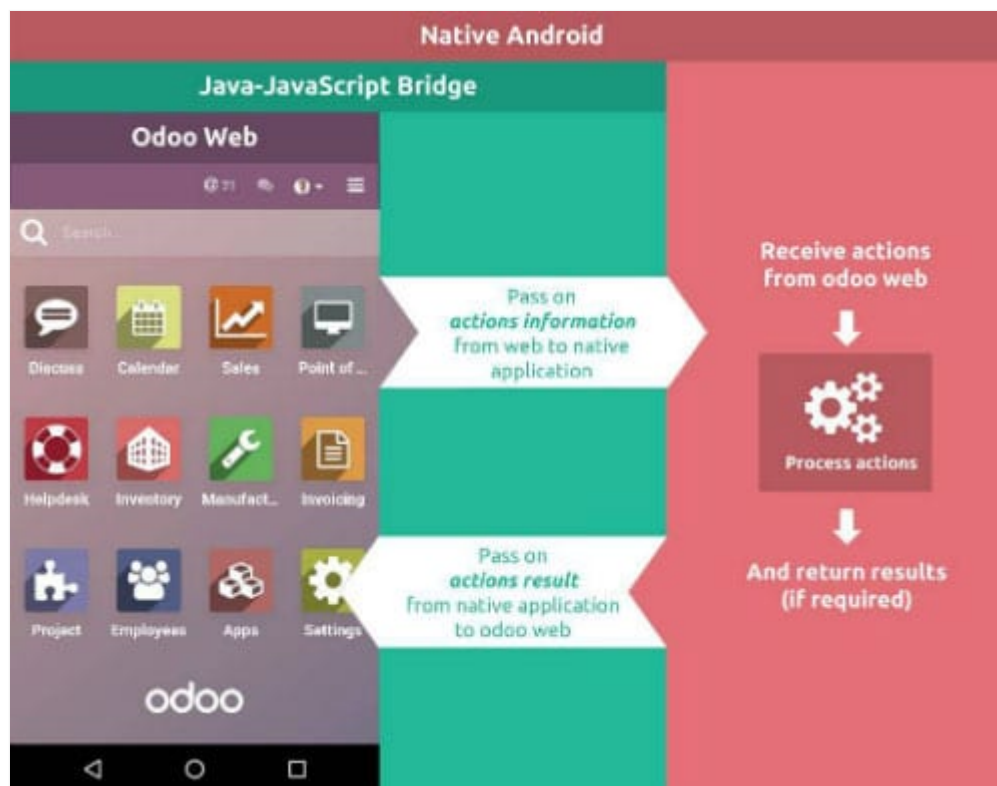 Native Android
Java-JavaScript Bridge
Odoo Web
Search...
Discuss
Calendar
Sales
Point of ...
Helpdesk
Inventory
Manufact...
Invoicing
Project
Employees
Apps
Settings
odoo
Pass on
actions information
from web to native
application
Pass on
actions result
from native application
to odoo web
Receive actions
from odoo web
Process actions
And return results
(if required)